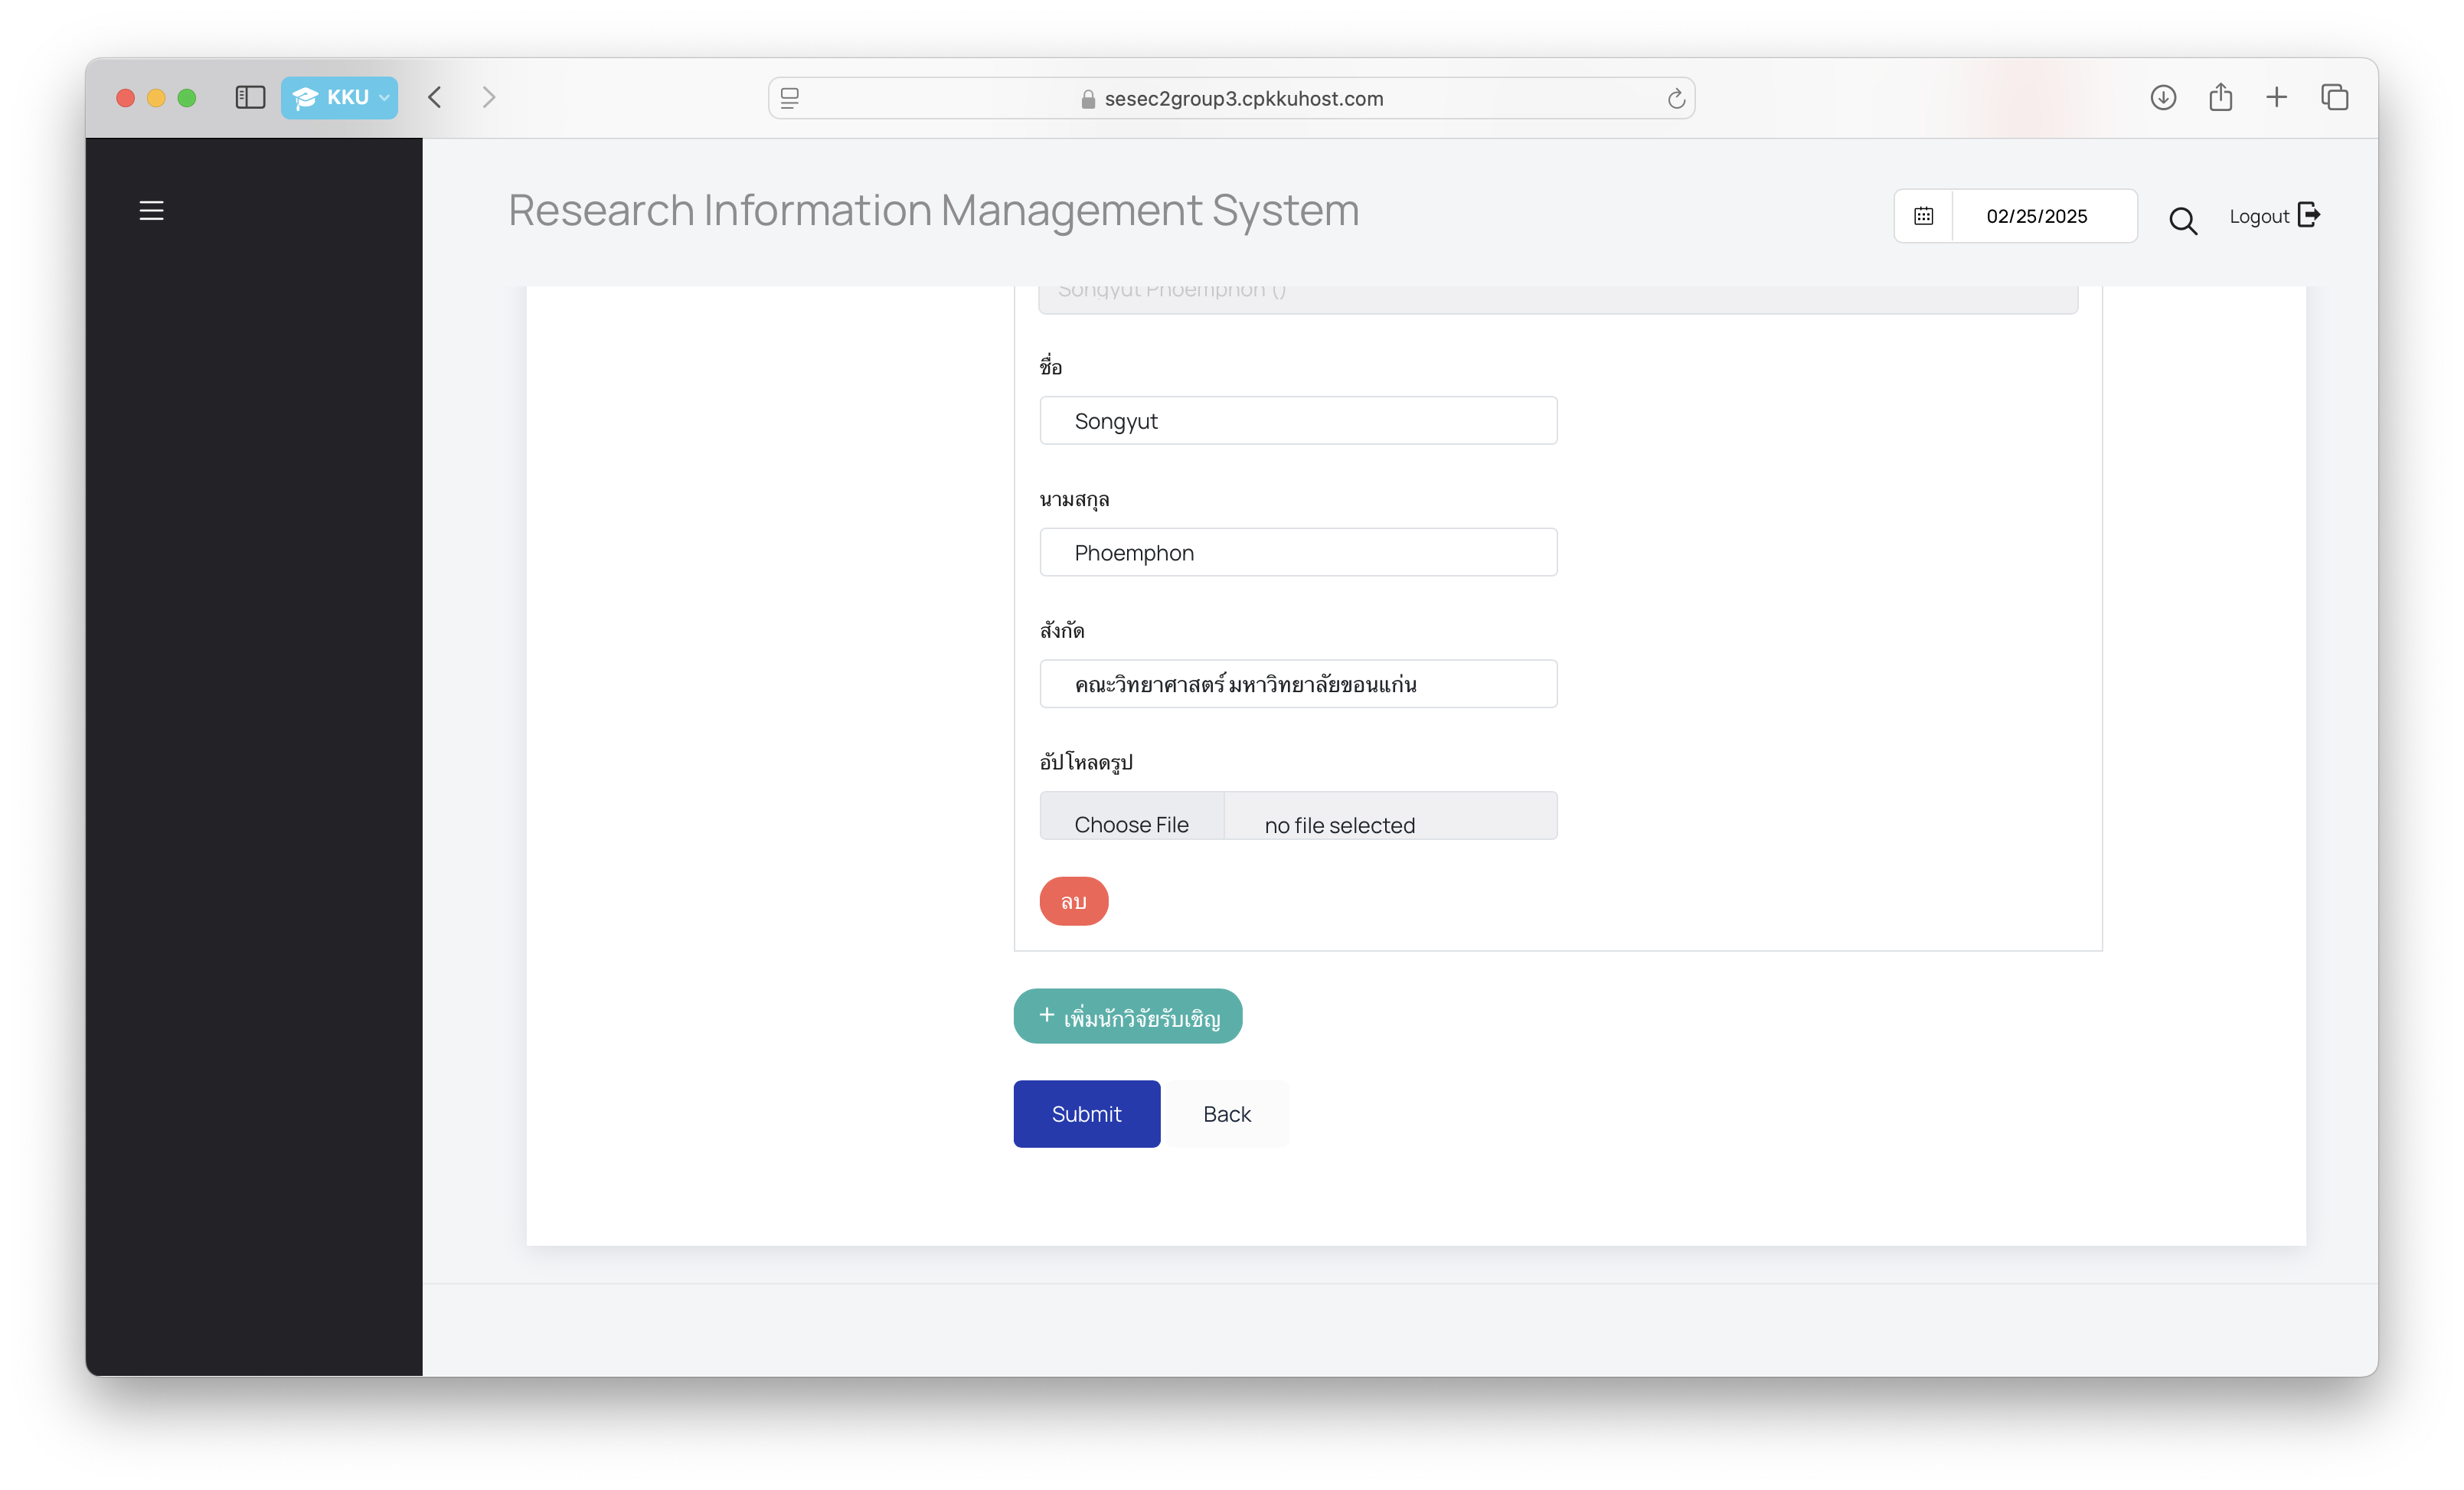 KKU
sesec2group3.cpkkuhost.com
Research Information Management System
02/25/2025
Logout
Songyut Phoemphon ()
ชื่อ
Songyut
นามสกุล
Phoemphon
สังกัด
คณะวิทยาศาสตร์ มหาวิทยาลัยขอนแก่น
อัปโหลดรูป
Choose File no file selected
ลบ
+ เพิ่มนักวิจัยรับเชิญ
Submit Back